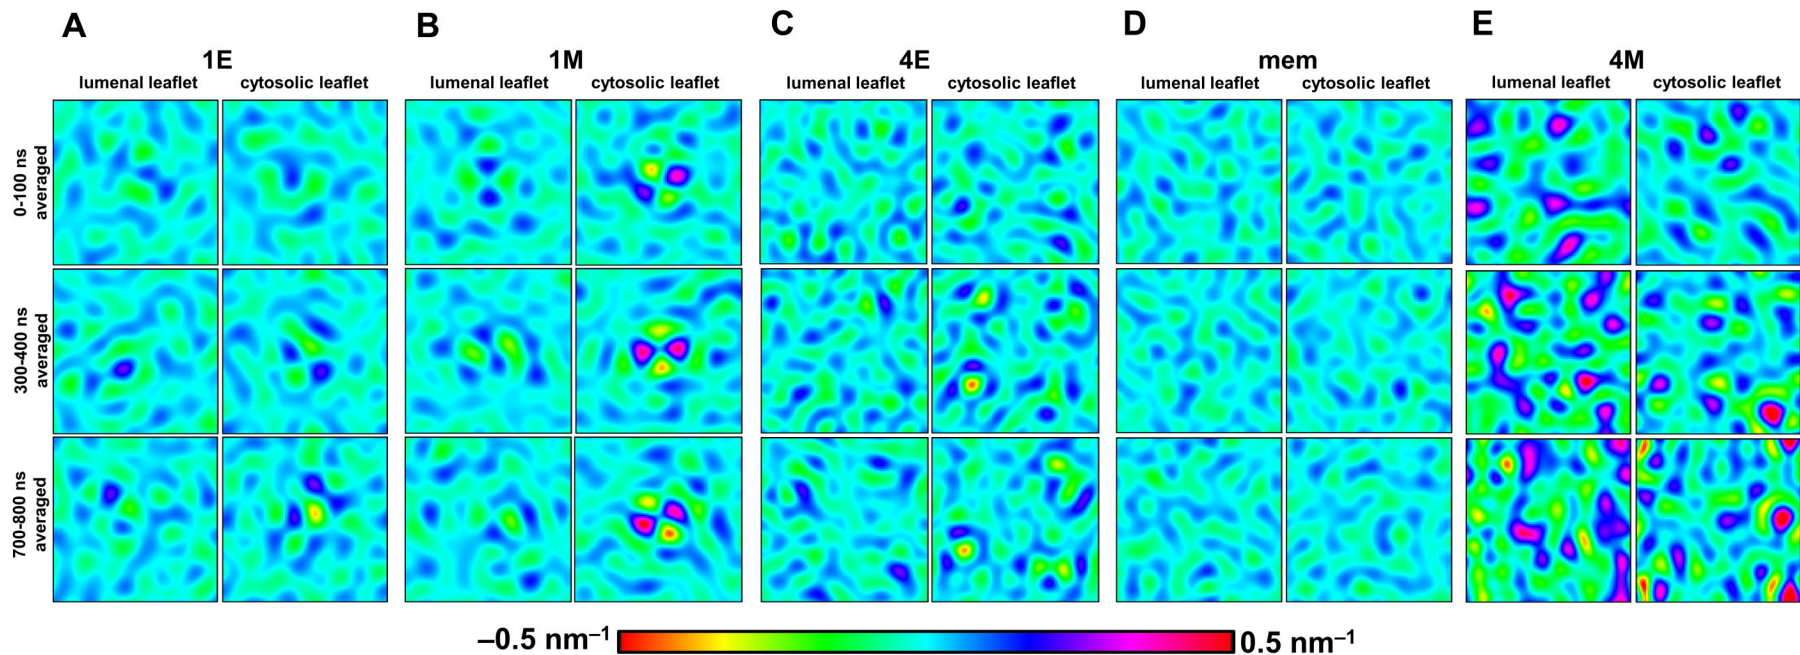 A B C D E
1E 1M 4E mem 4M
lumenal leaflet cytosolic leaflet lumenal leaflet cytosolic leaflet lumenal leaflet cytosolic leaflet lumenal leaflet cytosolic leaflet lumenal leaflet cytosolic leaflet
0-100 ns
averaged
300-400 ns
averaged
700-800 ns
averaged
–0.5 nm⁻¹ 0.5 nm⁻¹